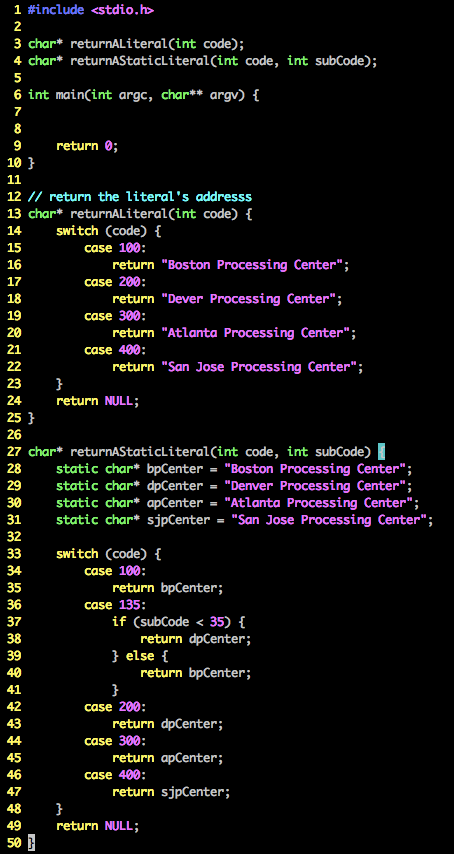 1 #include <stdio.h>
2
3 char* returnALiteral(int code);
4 char* returnAStaticLiteral(int code, int subCode);
5
6 int main(int argc, char** argv) {
7
8
9     return 0;
10 }
11
12 // return the literal's addresss
13 char* returnALiteral(int code) {
14     switch (code) {
15         case 100:
16             return "Boston Processing Center";
17         case 200:
18             return "Dever Processing Center";
19         case 300:
20             return "Atlanta Processing Center";
21         case 400:
22             return "San Jose Processing Center";
23     }
24     return NULL;
25 }
26
27 char* returnAStaticLiteral(int code, int subCode) {
28     static char* bpCenter = "Boston Processing Center";
29     static char* dpCenter = "Denver Processing Center";
30     static char* apCenter = "Atlanta Processing Center";
31     static char* sjpCenter = "San Jose Processing Center";
32
33     switch (code) {
34         case 100:
35             return bpCenter;
36         case 135:
37             if (subCode < 35) {
38                 return dpCenter;
39             } else {
40                 return bpCenter;
41             }
42         case 200:
43             return dpCenter;
44         case 300:
45             return apCenter;
46         case 400:
47             return sjpCenter;
48     }
49     return NULL;
50 }